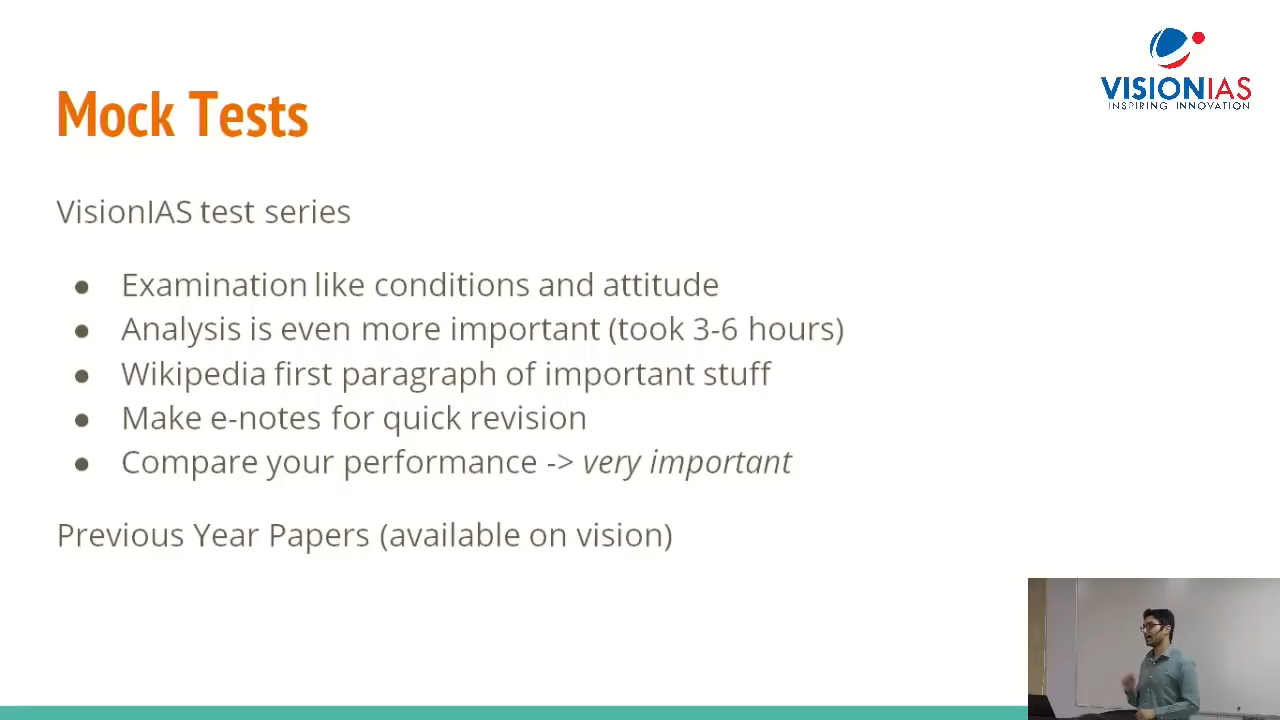 VISIONIAS
INSPIRING INNOVATION
Mock Tests
VisionIAS test series
● Examination like conditions and attitude
● Analysis is even more important (took 3-6 hours)
● Wikipedia first paragraph of important stuff
● Make e-notes for quick revision
● Compare your performance -> very important
Previous Year Papers (available on vision)